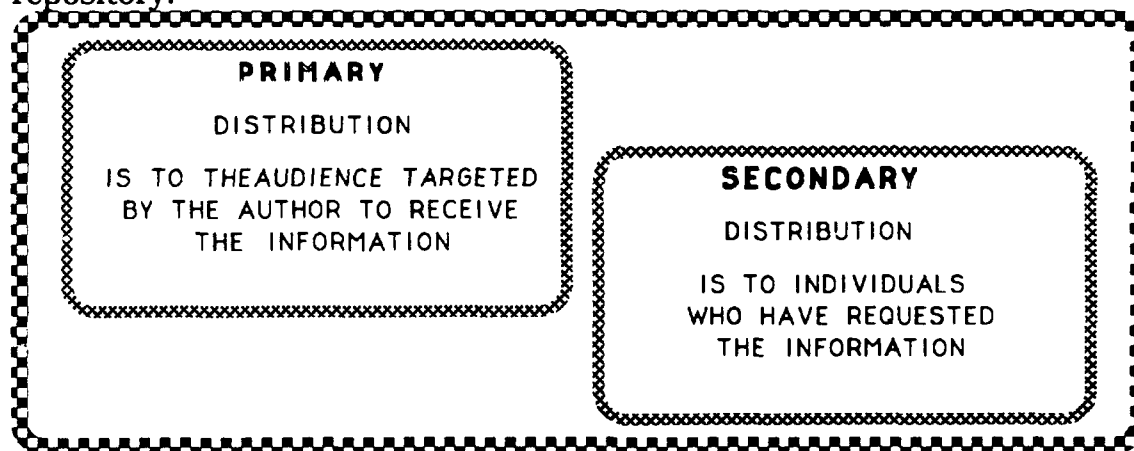 repository.
PRIMARY
DISTRIBUTION
IS TO THEAUDIENCE TARGETED
BY THE AUTHOR TO RECEIVE
THE INFORMATION
SECONDARY
DISTRIBUTION
IS TO INDIVIDUALS
WHO HAVE REQUESTED
THE INFORMATION